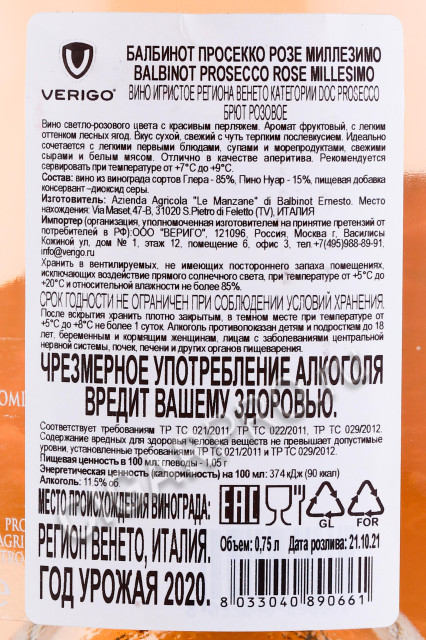 VERIGO
БАЛБИНОТ ПРОСЕККО РОЗЕ МИЛЛЕЗИМО
BALBINOT PROSECCO ROSE MILLESIMO
ВИНО ИГРИСТОЕ РЕГИОНА ВЕНЕТО КАТЕГОРИИ DOC PROSECCO
БРЮТ РОЗОВОЕ
Вино светло-розового цвета с красивым перляжем. Аромат фруктовый, с легким
оттенком лесных ягод. Вкус сухой, свежий с чуть терпким послевкусием. Идеально
сочетается с легкими первыми блюдами, супами и морепродуктами, свежими
сырами и белым мясом. Отлично в качестве аперитива. Рекомендуется
сервировать при температуре от +7°С до +9°С.
Состав: вино из винограда сортов Глера - 85%, Пино Нуар - 15%, пищевая добавка
консервант –диоксид серы.
Изготовитель: Azienda Agricola "Le Manzane" di Balbinot Ernesto. Место
нахождения: Via Maset, 47-B, 31020 S.Pietro di Feletto (TV), ИТАЛИЯ
Импортер (организация, уполномоченная на принятие претензий от
потребителей в РФ):ООО "ВЕРИГО", 121096, Россия, Москва г, Василисы
Кожиной ул, дом № 1, этаж 12, помещение 6, офис 3, тел +7(495)988-89-91.
info@verigo.ru
Хранить в вентилируемых, не имеющих постороннего запаха помещениях,
исключающих воздействие прямого солнечного света, при температуре от +5°С до
+20°С и относительной влажности не более 85%.
СРОК ГОДНОСТИ НЕ ОГРАНИЧЕН ПРИ СОБЛЮДЕНИИ УСЛОВИЙ ХРАНЕНИЯ.
После вскрытия хранить плотно закрытым, в темном месте при температуре от
+5°С до +8°С не более 1 суток. Алкоголь противопоказан детям и подросткам до 18
лет, беременным и кормящим женщинам, лицам с заболеваниями центральной
нервной системы, почек, печени и других органов пищеварения.
ЧРЕЗМЕРНОЕ УПОТРЕБЛЕНИЕ АЛКОГОЛЯ
ВРЕДИТ ВАШЕМУ ЗДОРОВЬЮ.
Соответствует требованиям ТР ТС 021/2011, ТР ТС 022/2011, ТР ТС 029/2012.
Содержание вредных для здоровья человека веществ не превышает допустимые
уровни, установленные требованиями ТР ТС 021/2011 и ТР ТС 029/2012.
Пищевая ценность в 100 мл: углеводы - 1,05 г
Энергетическая ценность (калорийность) на 100 мл: 374 кДж (90 ккал)
Алкоголь: 11.5% об.
МЕСТО ПРОИСХОЖДЕНИЯ ВИНОГРАДА:
РЕГИОН ВЕНЕТО, ИТАЛИЯ.
ГОД УРОЖАЯ 2020.
EAC
GL
FOR
Объем: 0,75 л Дата розлива: 21.10.21
8 033040 890661